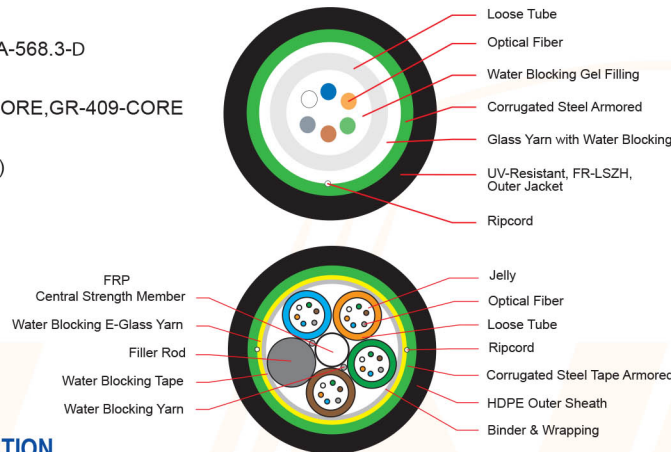 A-568.3-D
ORE,GR-409-CORE
)
Loose Tube
Optical Fiber
Water Blocking Gel Filling
Corrugated Steel Armored
Glass Yarn with Water Blocking
UV-Resistant, FR-LSZH,
Outer Jacket
Ripcord
FRP
Central Strength Member
Water Blocking E-Glass Yarn
Filler Rod
Water Blocking Tape
Water Blocking Yarn
Jelly
Optical Fiber
Loose Tube
Ripcord
Corrugated Steel Tape Armored
HDPE Outer Sheath
Binder & Wrapping
TION